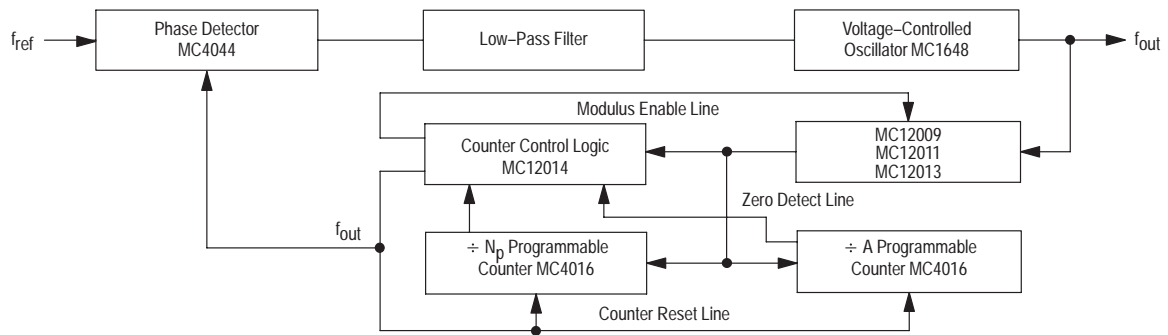 f_ref
Phase Detector
MC4044
Low–Pass Filter
Voltage–Controlled
Oscillator MC1648
f_out
Modulus Enable Line
Counter Control Logic
MC12014
MC12009
MC12011
MC12013
Zero Detect Line
f_out
÷ N_p Programmable
Counter MC4016
÷ A Programmable
Counter MC4016
Counter Reset Line